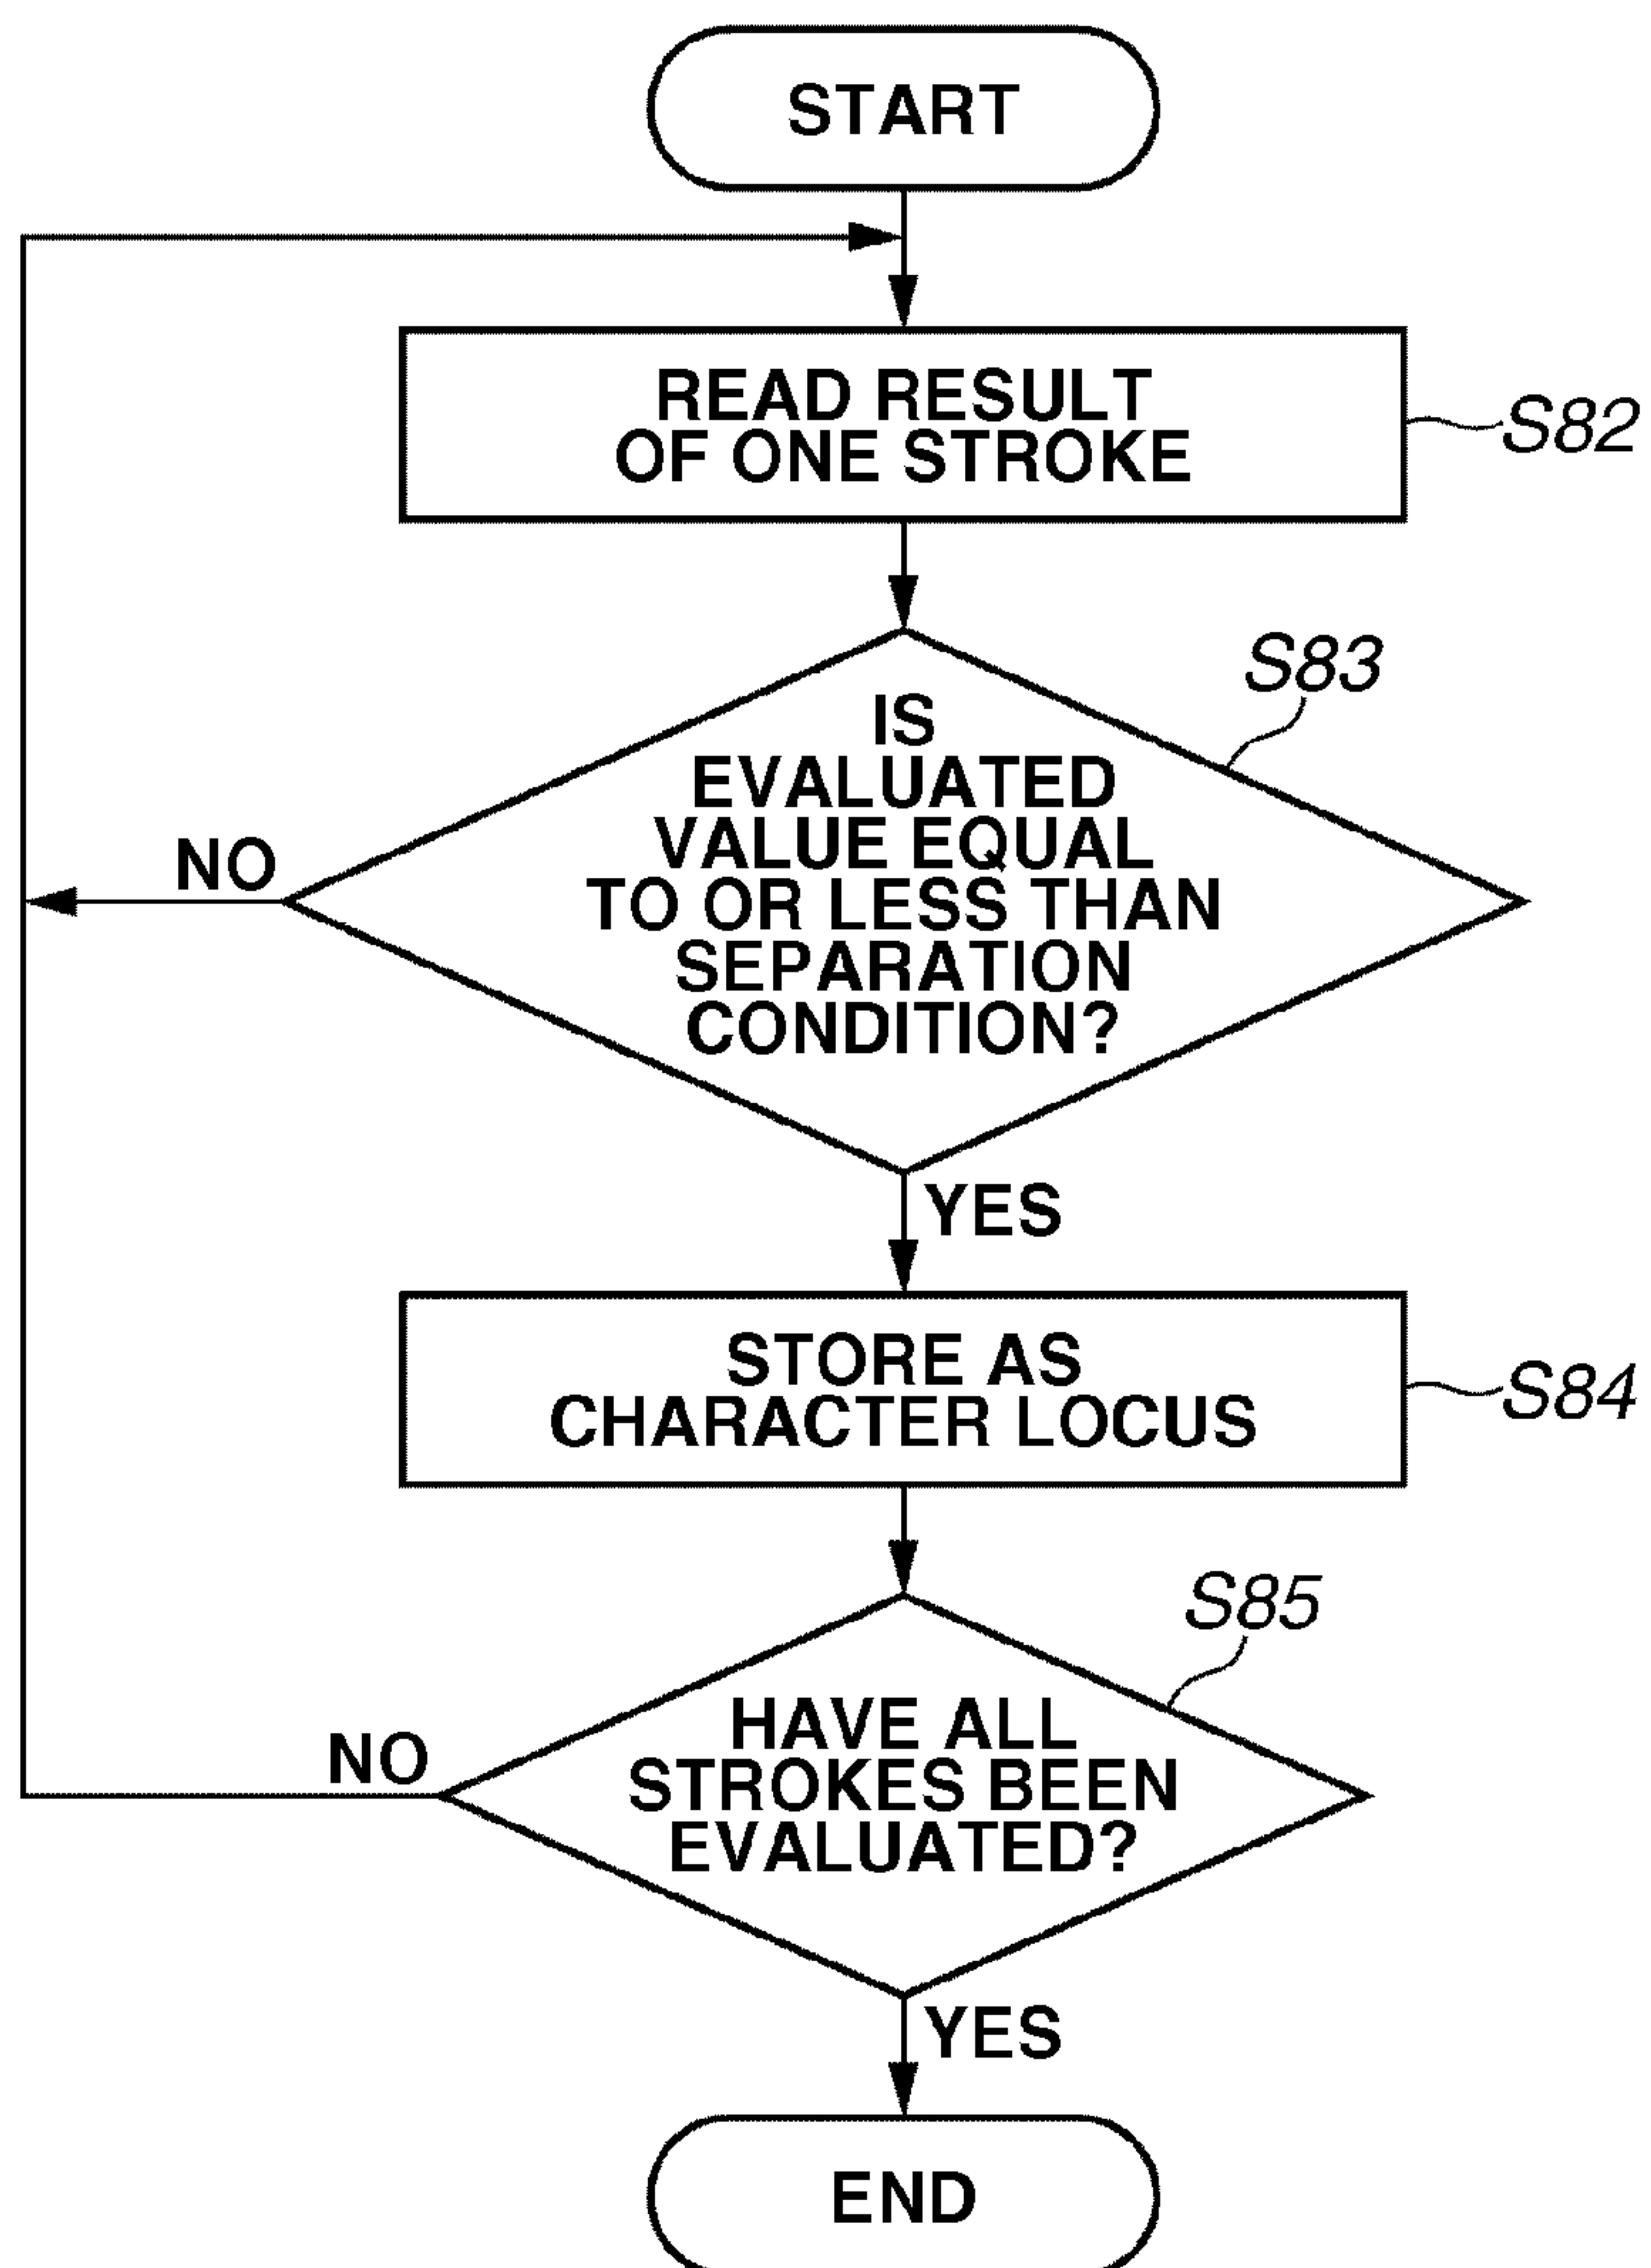 START
READ RESULT
OF ONE STROKE
S82
S83
IS
EVALUATED
VALUE EQUAL
TO OR LESS THAN
SEPARATION
CONDITION?
NO
YES
STORE AS
CHARACTER LOCUS
S84
S85
HAVE ALL
STROKES BEEN
EVALUATED?
NO
YES
END